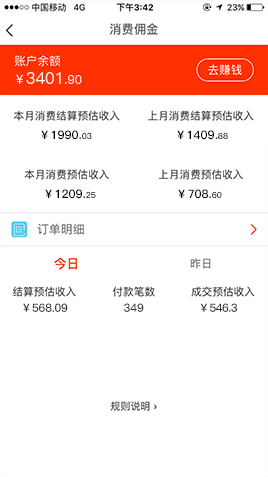 中国移动 4G 下午3:42 23%
消费佣金
账户余额
￥3401.90
去赚钱
本月消费结算预估收入 上月消费结算预估收入
￥1990.03 ￥1409.88
本月消费预估收入 上月消费预估收入
￥1209.25 ￥708.60
订单明细
今日 昨日
结算预估收入 付款笔数 成交预估收入
￥568.09 349 ￥546.3
规则说明 ›